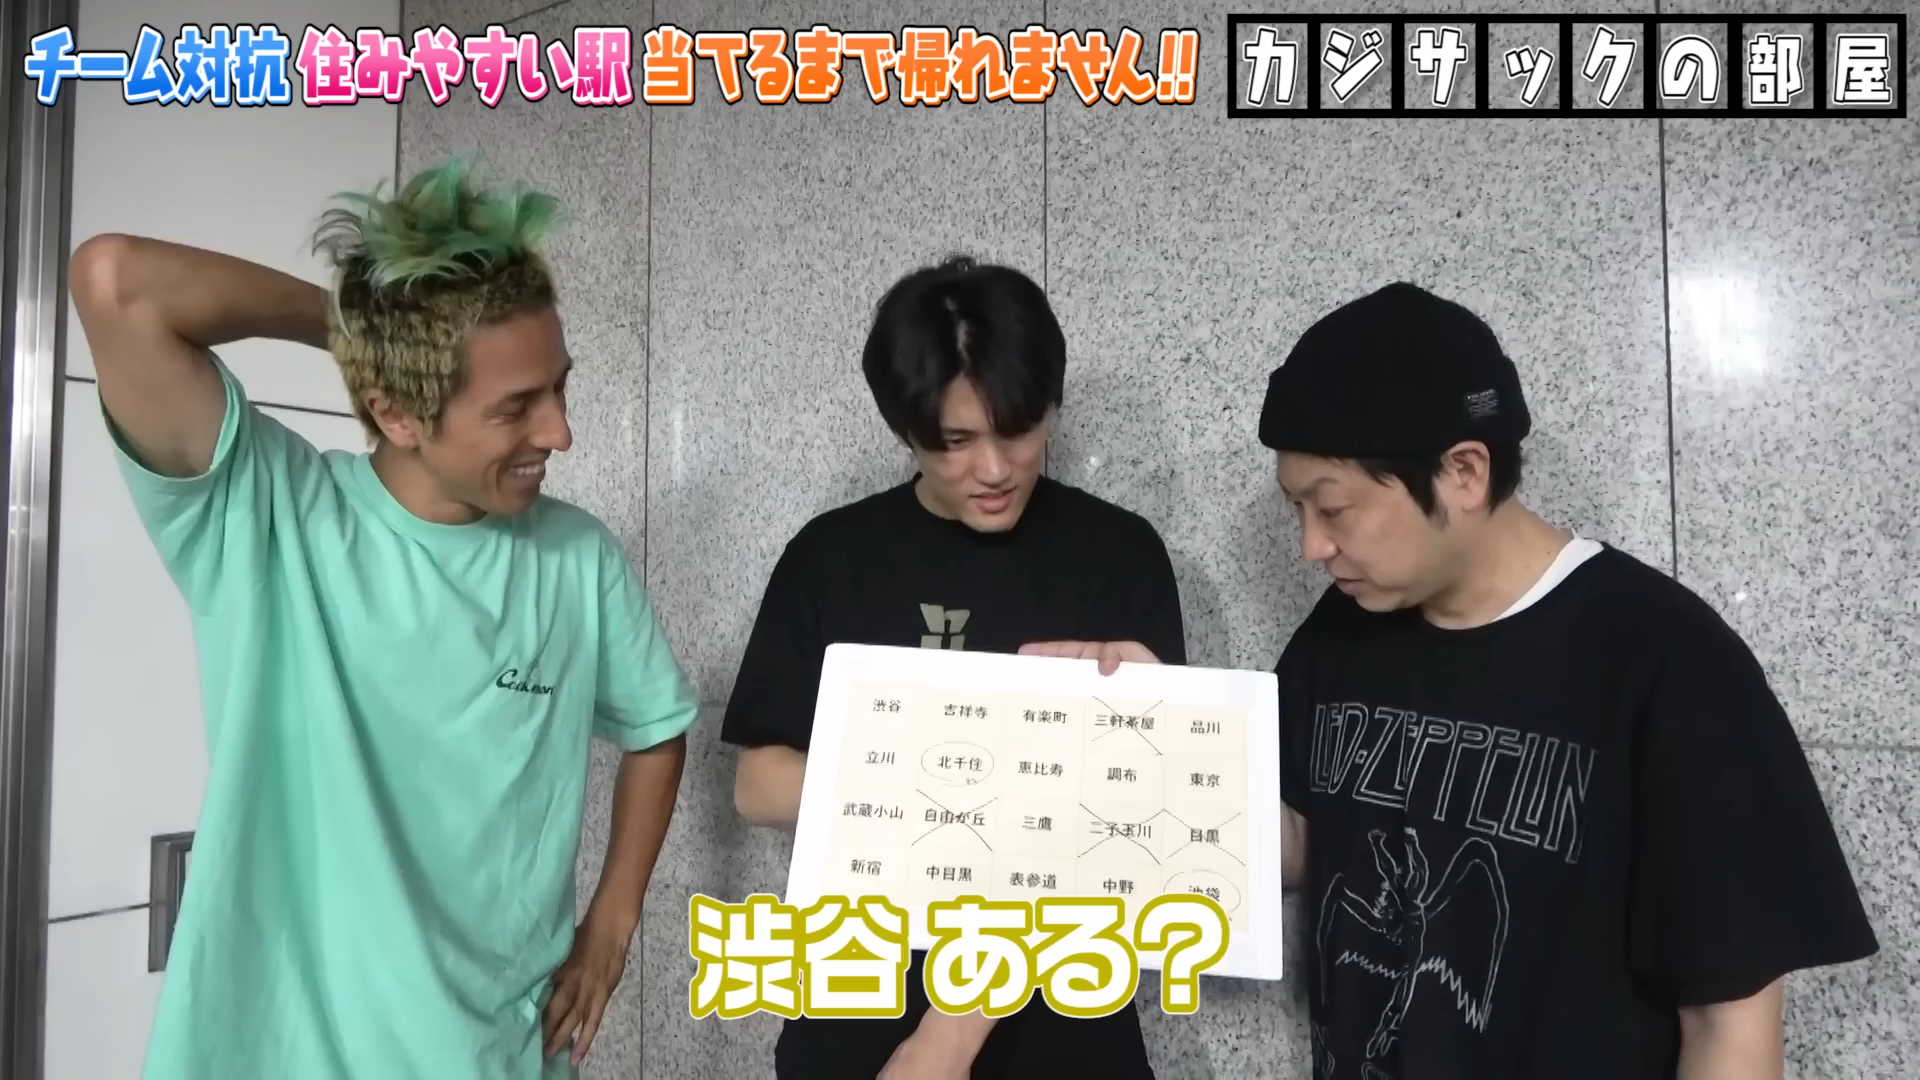 チーム対抗 住みやすい駅 当てるまで帰れません!!
カジサックの部屋
渋谷 吉祥寺 有楽町 三軒茶屋 品川
立川 北千住 恵比寿 調布 東京
武蔵小山 自由が丘 三鷹 二子玉川 目黒
新宿 中目黒 表参道 中野 池袋
LED-ZEPPELIN
渋谷 ある?